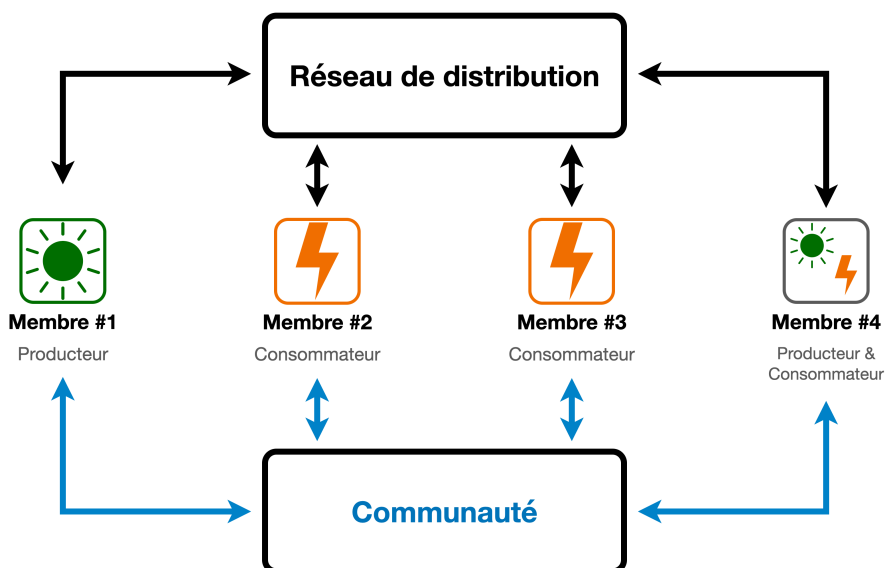 Réseau de distribution
Membre #1
Producteur
Membre #2
Consommateur
Membre #3
Consommateur
Membre #4
Producteur &
Consommateur
Communauté